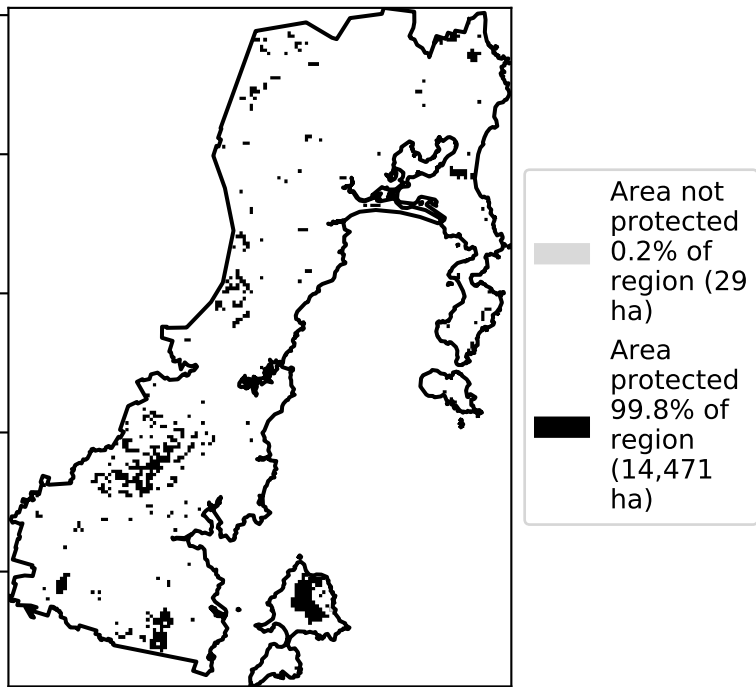 Area not
protected
0.2% of
region (29
ha)
Area
protected
99.8% of
region
(14,471
ha)